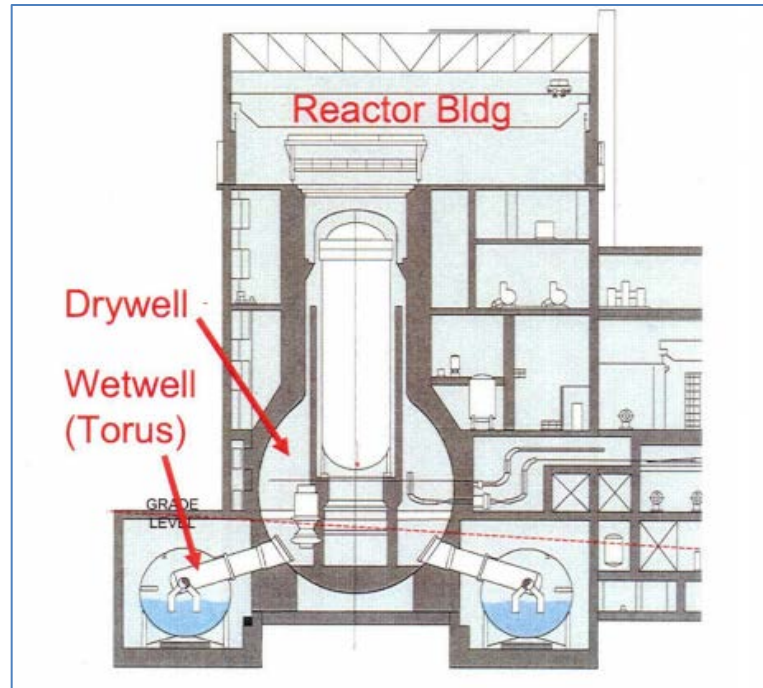 Reactor Bldg
Drywell
Wetwell
(Torus)
GRADE
LEVEL